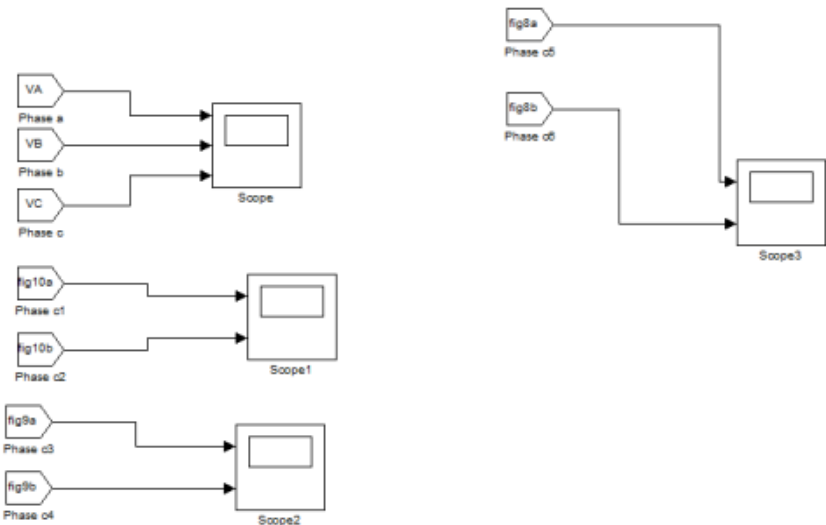 VA
Phase a
VB
Phase b
VC
Phase c
Scope
fig10a
Phase c1
fig10b
Phase c2
Scope1
fig9a
Phase c3
fig9b
Phase c4
Scope2
fig8a
Phase c5
fig8b
Phase c6
Scope3